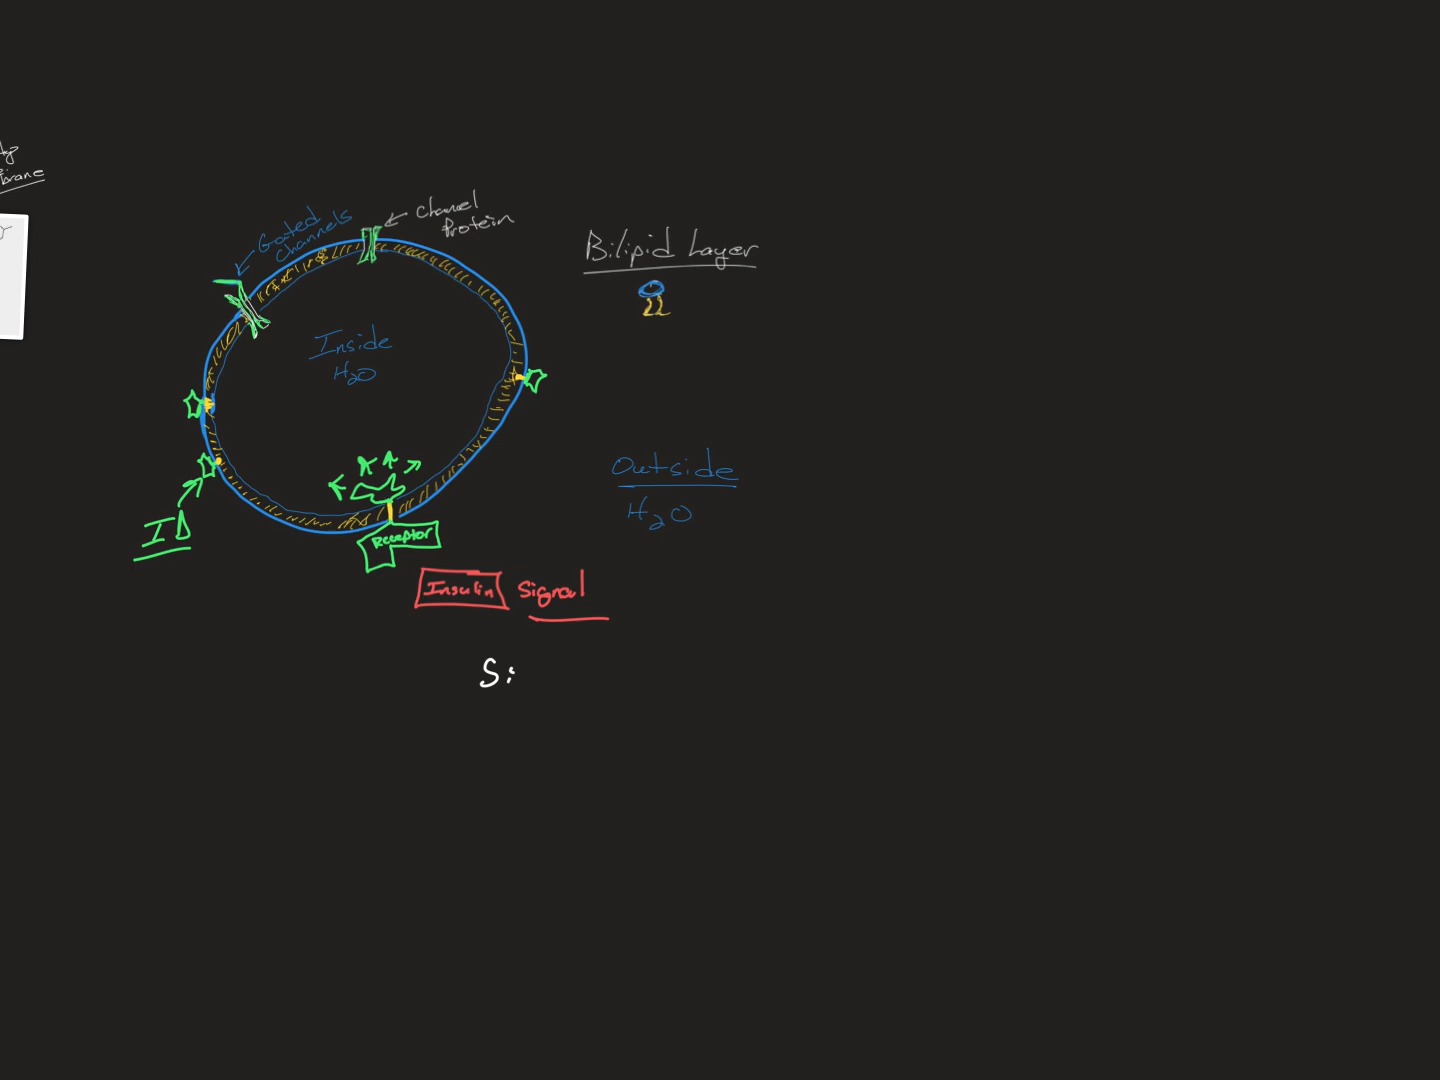 Gated
Channels
Channel
Protein
Bilipid Layer
Inside
H2O
Outside
H2O
ID
Receptor
Insulin Signal
S: